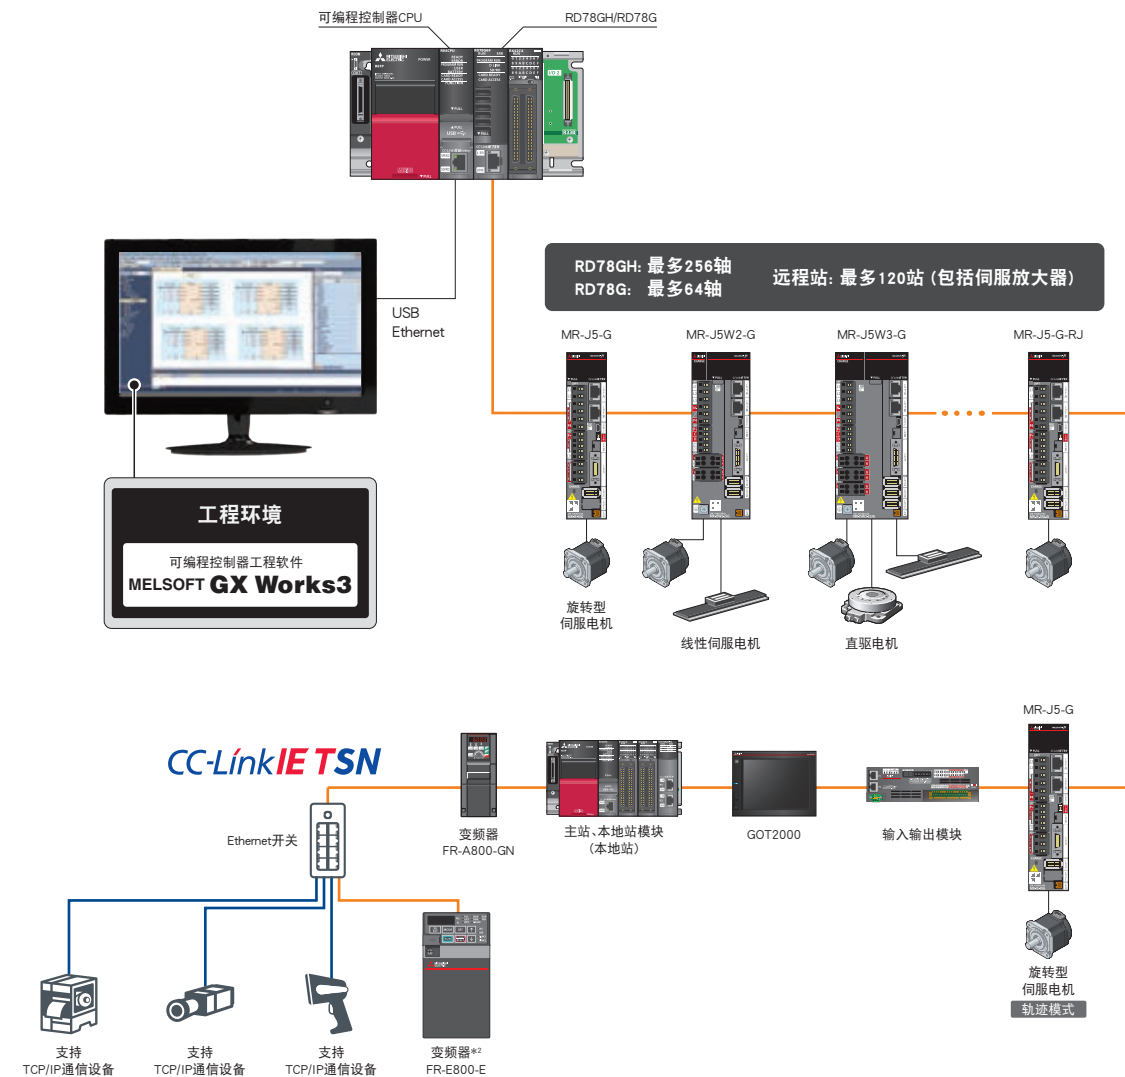 可编程控制器CPU
RD78GH/RD78G
MITSUBISHI ELECTRIC
POWER
USB
Ethernet
RD78GH: 最多256轴
RD78G: 最多64轴
远程站: 最多120站 (包括伺服放大器)
MR-J5-G
MR-J5W2-G
MR-J5W3-G
MR-J5-G-RJ
工程环境
可编程控制器工程软件
MELSOFT GX Works3
旋转型
伺服电机
线性伺服电机
直驱电机
MR-J5-G
CC-Link IE TSN
Ethernet开关
变频器
FR-A800-GN
主站、本地站模块
(本地站)
GOT2000
输入输出模块
旋转型
伺服电机
轨迹模式
支持
TCP/IP通信设备
支持
TCP/IP通信设备
支持
TCP/IP通信设备
变频器*2
FR-E800-E